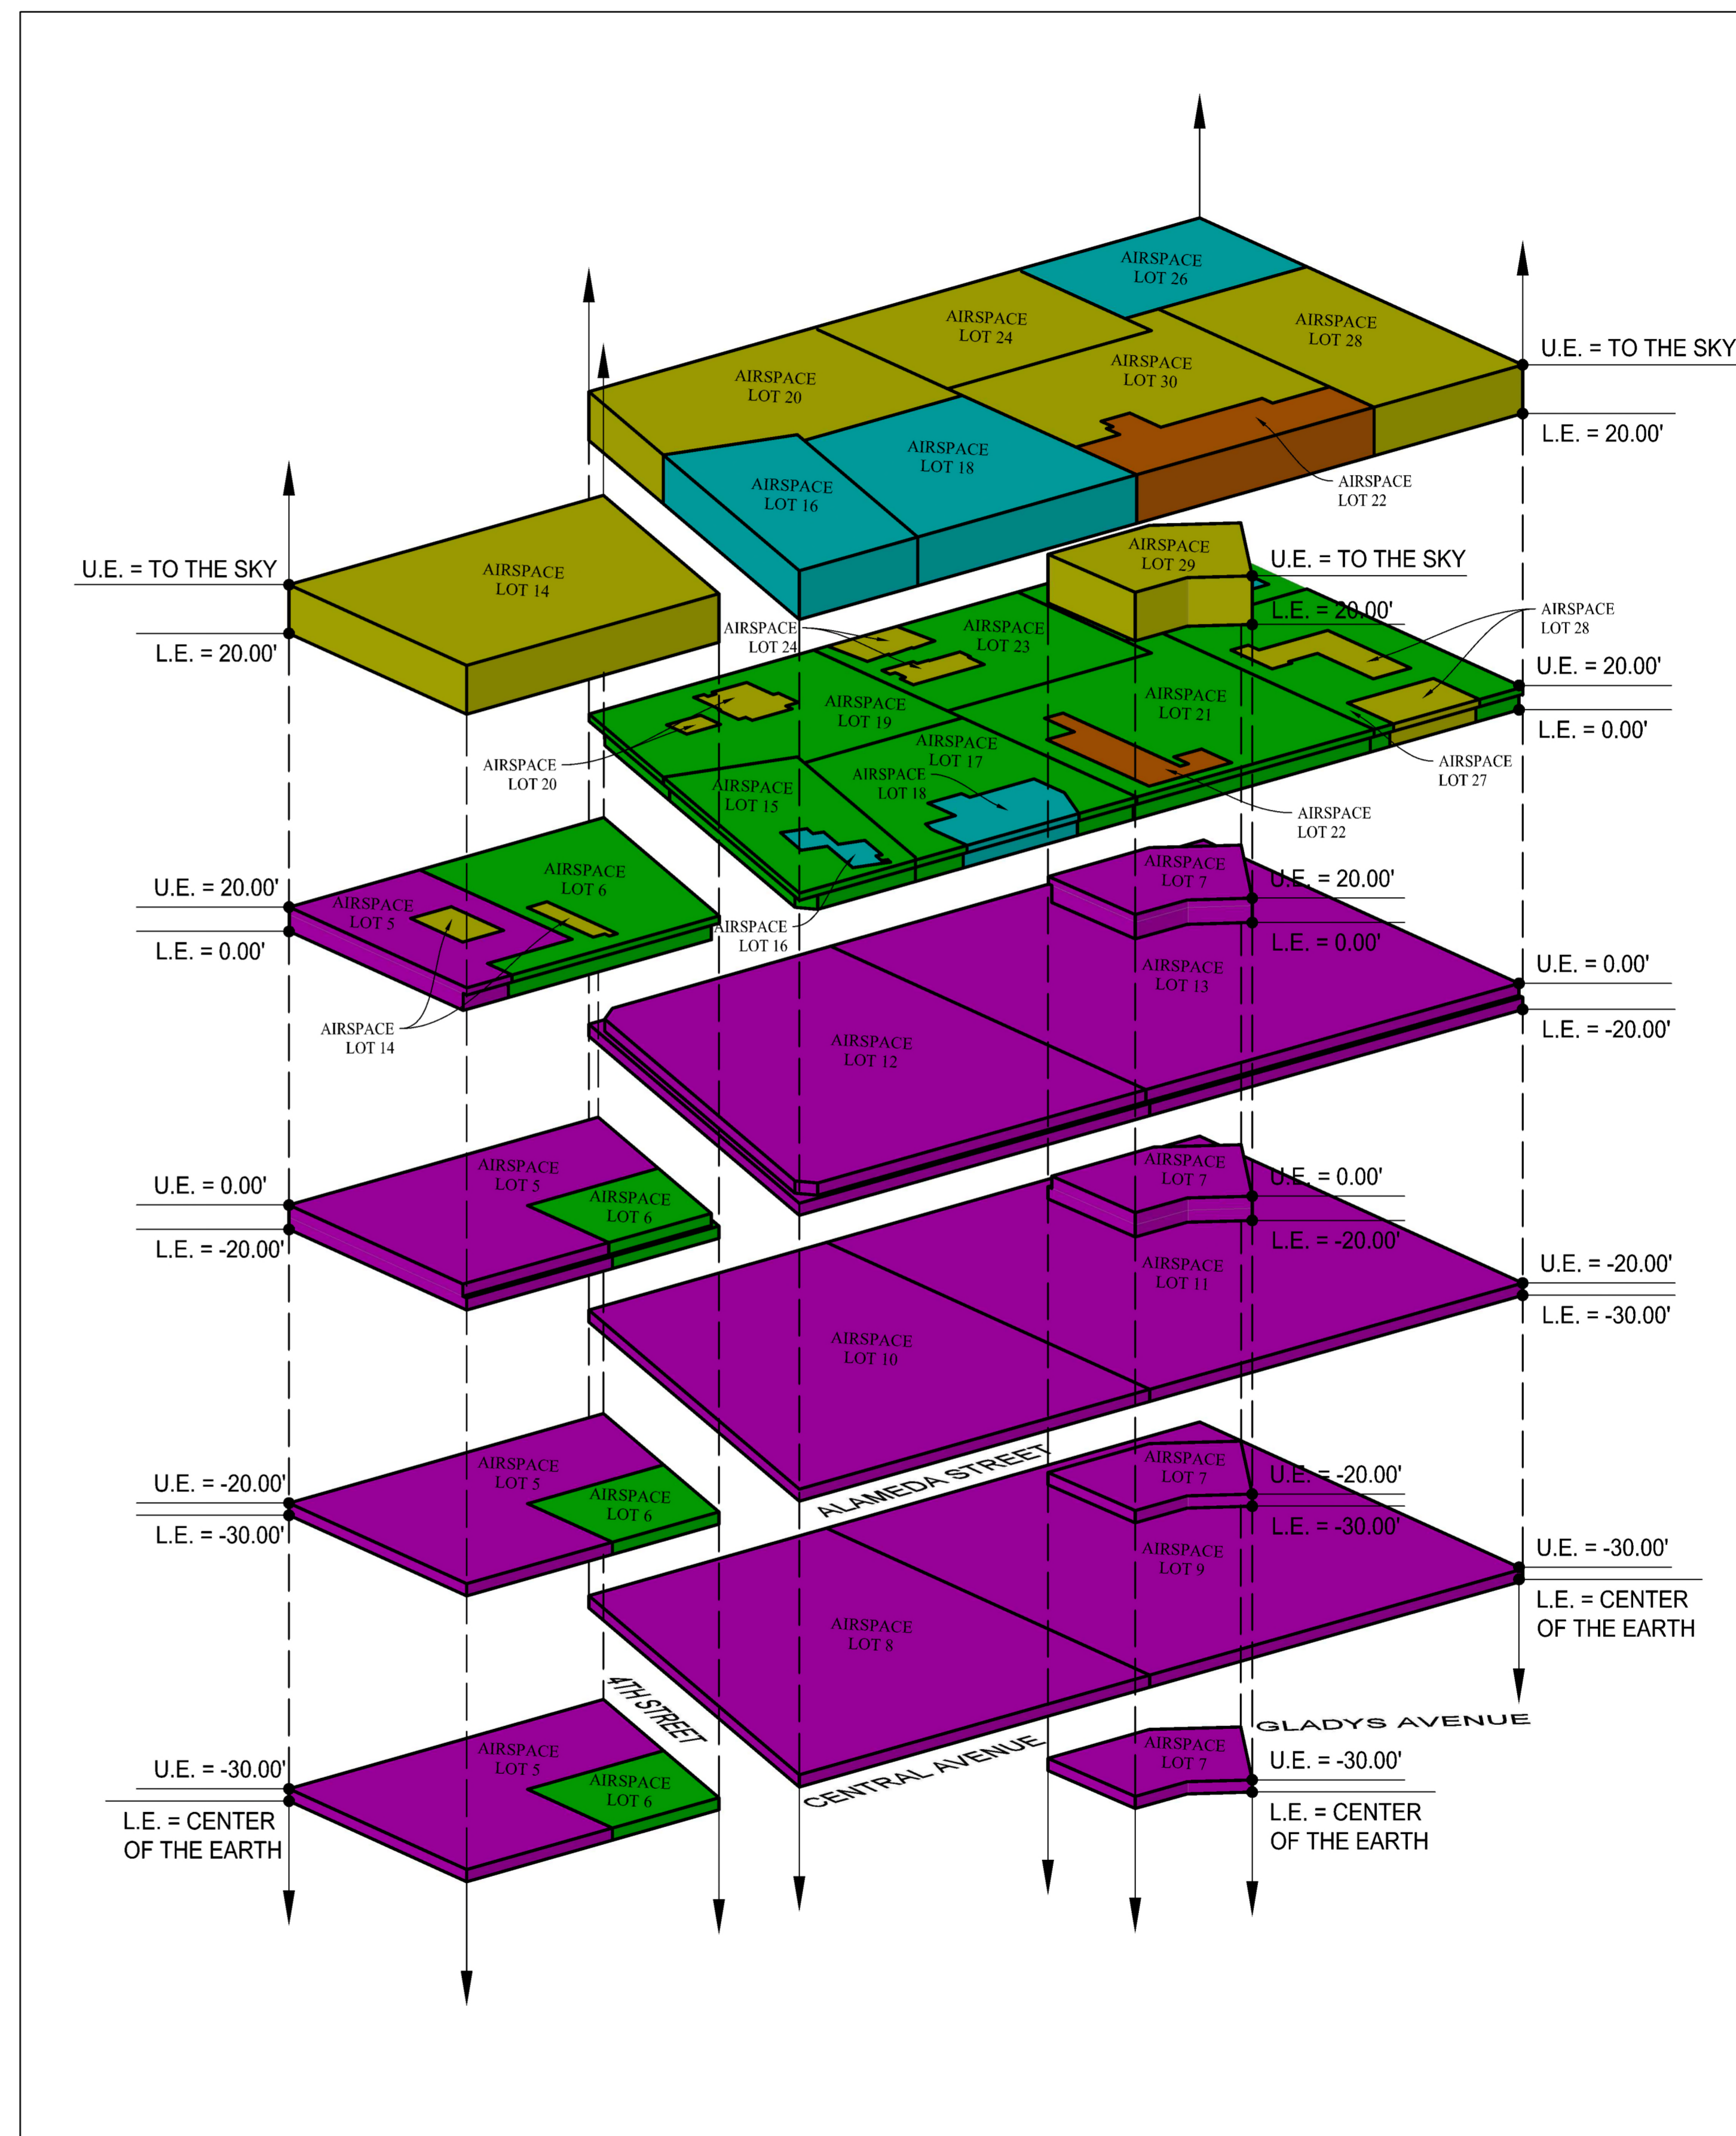 AIRSPACE
LOT 26
AIRSPACE
LOT 24
AIRSPACE
LOT 28
U.E. = TO THE SKY
AIRSPACE
LOT 30
AIRSPACE
LOT 20
L.E. = 20.00'
AIRSPACE
LOT 18
AIRSPACE
LOT 16
AIRSPACE
LOT 22
AIRSPACE
LOT 29
U.E. = TO THE SKY
L.E. = 20.00'
U.E. = TO THE SKY
AIRSPACE
LOT 14
L.E. = 20.00'
AIRSPACE
LOT 24
AIRSPACE
LOT 23
AIRSPACE
LOT 28
U.E. = 20.00'
L.E. = 0.00'
AIRSPACE
LOT 19
AIRSPACE
LOT 21
AIRSPACE
LOT 20
AIRSPACE
LOT 17
AIRSPACE
LOT 18
AIRSPACE
LOT 15
AIRSPACE
LOT 27
AIRSPACE
LOT 22
AIRSPACE
LOT 16
U.E. = 20.00'
L.E. = 0.00'
AIRSPACE
LOT 5
AIRSPACE
LOT 6
AIRSPACE
LOT 14
AIRSPACE
LOT 7
U.E. = 20.00'
L.E. = 0.00'
AIRSPACE
LOT 13
U.E. = 0.00'
L.E. = -20.00'
AIRSPACE
LOT 12
U.E. = 0.00'
L.E. = -20.00'
AIRSPACE
LOT 5
AIRSPACE
LOT 6
AIRSPACE
LOT 7
U.E. = 0.00'
L.E. = -20.00'
AIRSPACE
LOT 11
U.E. = -20.00'
L.E. = -30.00'
AIRSPACE
LOT 10
U.E. = -20.00'
L.E. = -30.00'
AIRSPACE
LOT 5
AIRSPACE
LOT 6
ALAMEDA STREET
AIRSPACE
LOT 7
U.E. = -20.00'
L.E. = -30.00'
AIRSPACE
LOT 9
U.E. = -30.00'
L.E. = CENTER
OF THE EARTH
AIRSPACE
LOT 8
4TH STREET
CENTRAL AVENUE
GLADYS AVENUE
AIRSPACE
LOT 7
U.E. = -30.00'
L.E. = CENTER
OF THE EARTH
U.E. = -30.00'
L.E. = CENTER
OF THE EARTH
AIRSPACE
LOT 5
AIRSPACE
LOT 6